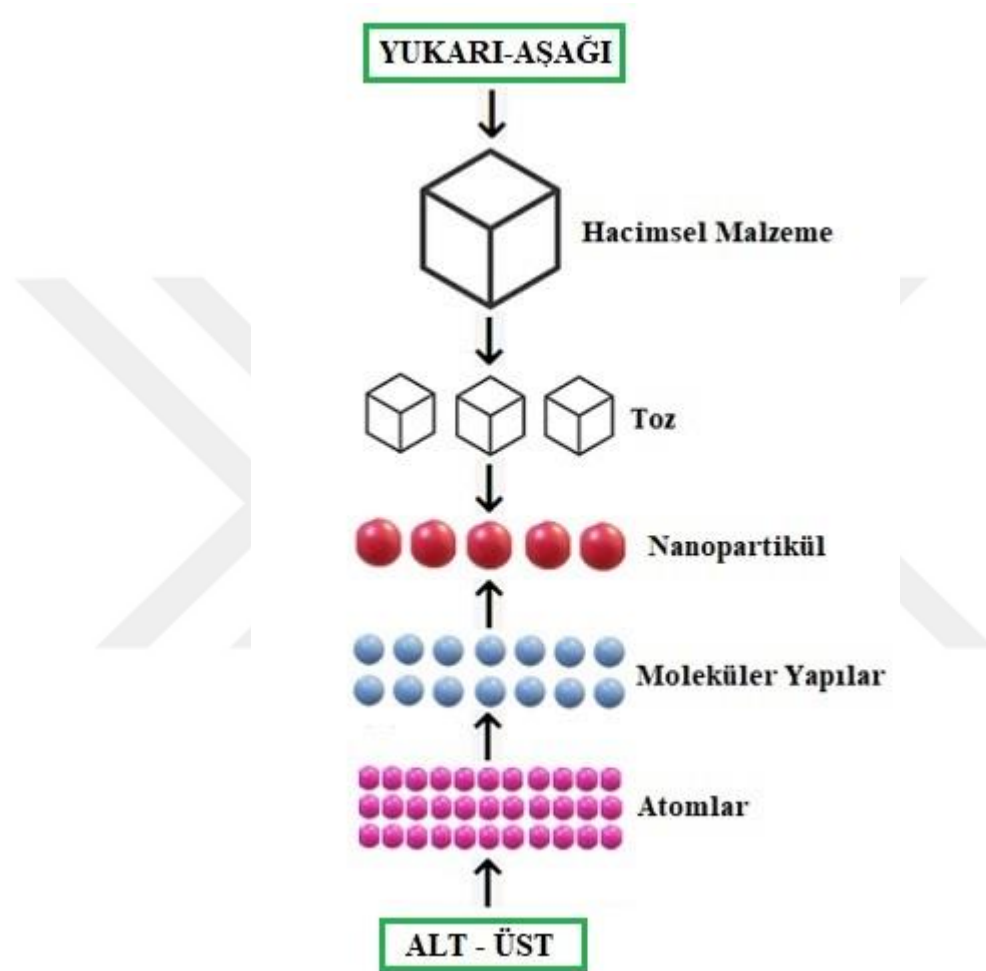 YUKARI-AŞAĞI
Hacimsel Malzeme
Toz
Nanopartikül
Moleküler Yapılar
Atomlar
ALT - ÜST